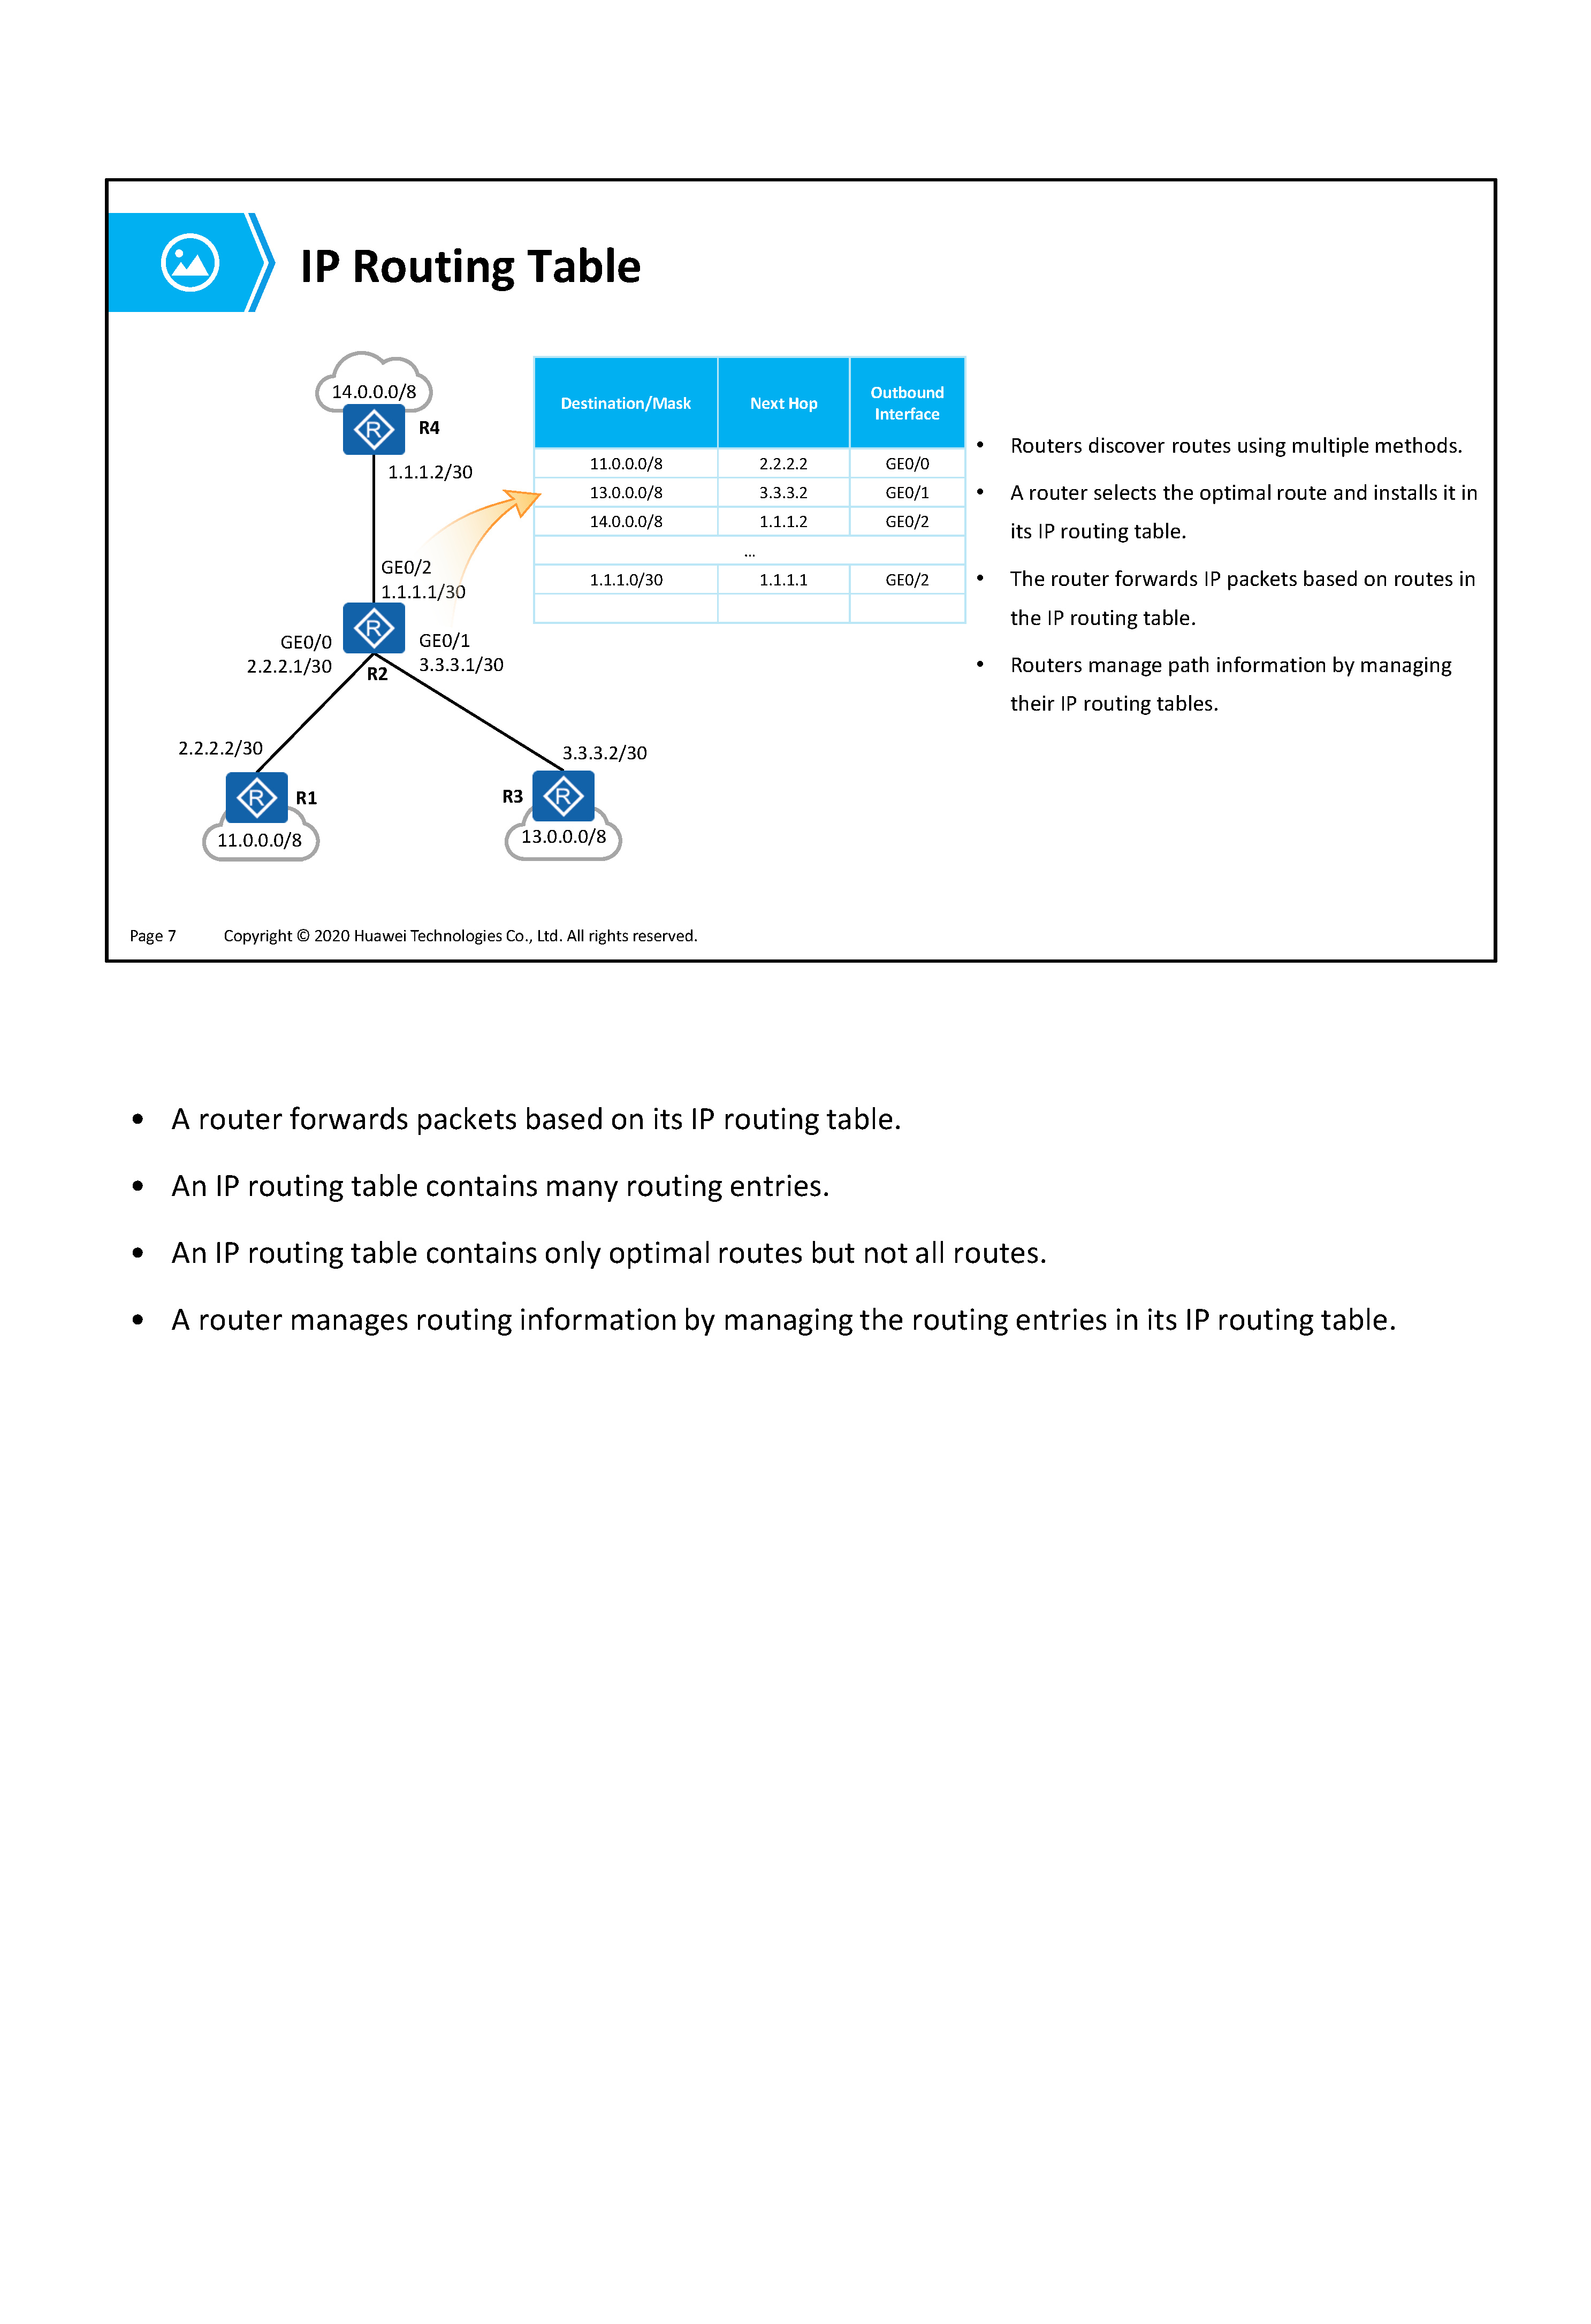 IP Routing Table
14.0.0.0/8
R4
1.1.1.2/30
GE0/2
1.1.1.1/30
GE0/0
2.2.2.1/30
R2
GE0/1
3.3.3.1/30
2.2.2.2/30
3.3.3.2/30
R1
R3
11.0.0.0/8
13.0.0.0/8
Destination/Mask Next Hop Outbound Interface
11.0.0.0/8 2.2.2.2 GE0/0
13.0.0.0/8 3.3.3.2 GE0/1
14.0.0.0/8 1.1.1.2 GE0/2
...
1.1.1.0/30 1.1.1.1 GE0/2
• Routers discover routes using multiple methods.
• A router selects the optimal route and installs it in
its IP routing table.
• The router forwards IP packets based on routes in
the IP routing table.
• Routers manage path information by managing
their IP routing tables.
Page 7 Copyright © 2020 Huawei Technologies Co., Ltd. All rights reserved.
• A router forwards packets based on its IP routing table.
• An IP routing table contains many routing entries.
• An IP routing table contains only optimal routes but not all routes.
• A router manages routing information by managing the routing entries in its IP routing table.